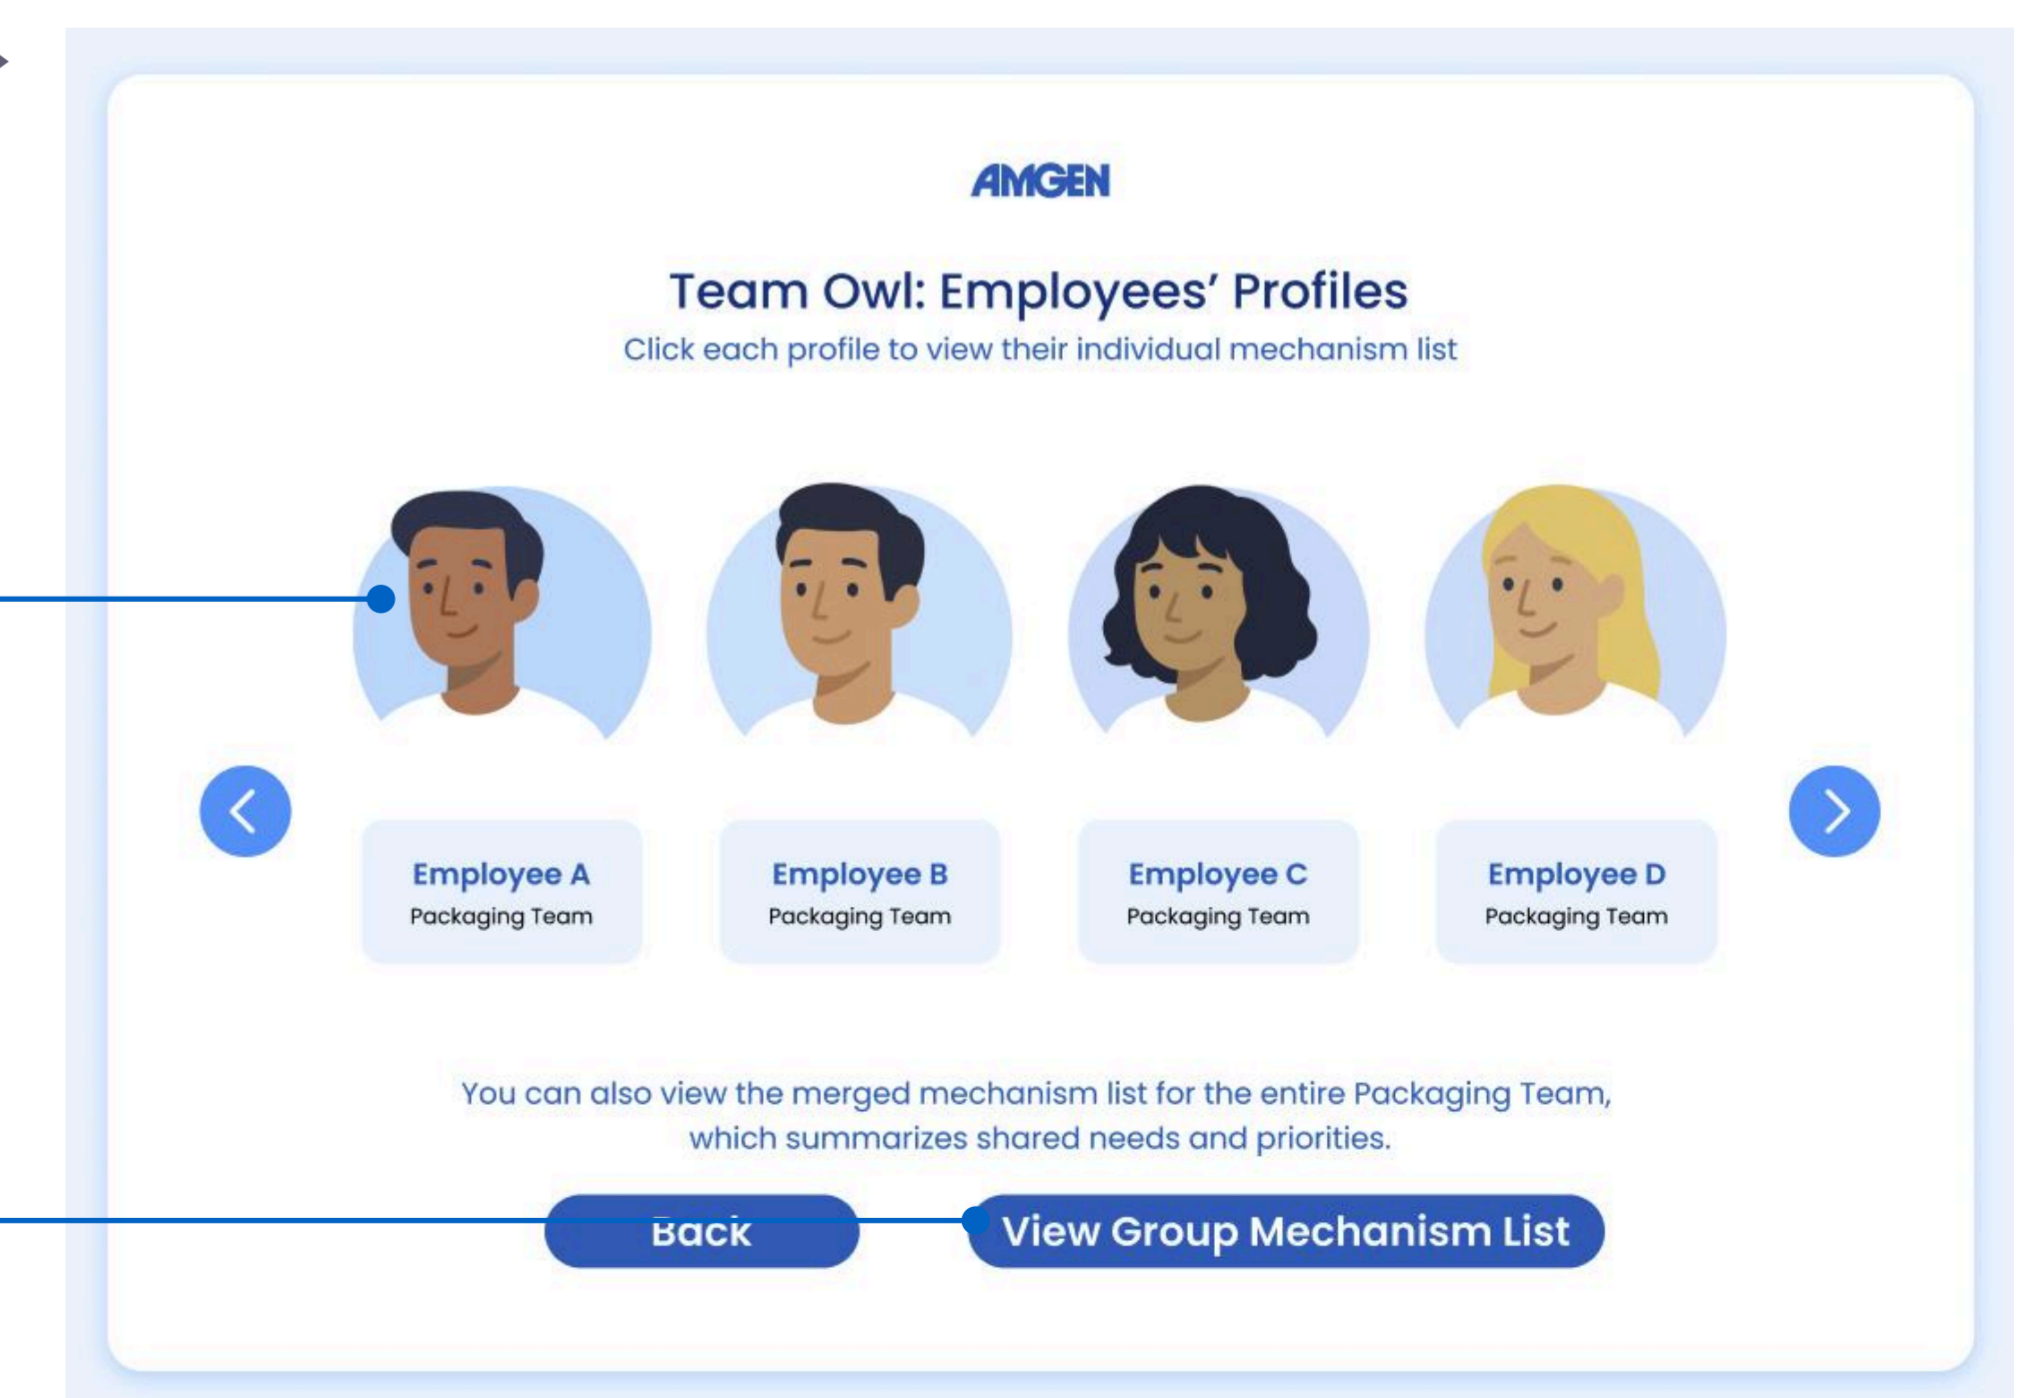 AMGEN
Team Owl: Employees’ Profiles
Click each profile to view their individual mechanism list
Employee A
Packaging Team
Employee B
Packaging Team
Employee C
Packaging Team
Employee D
Packaging Team
You can also view the merged mechanism list for the entire Packaging Team,
which summarizes shared needs and priorities.
Back
View Group Mechanism List